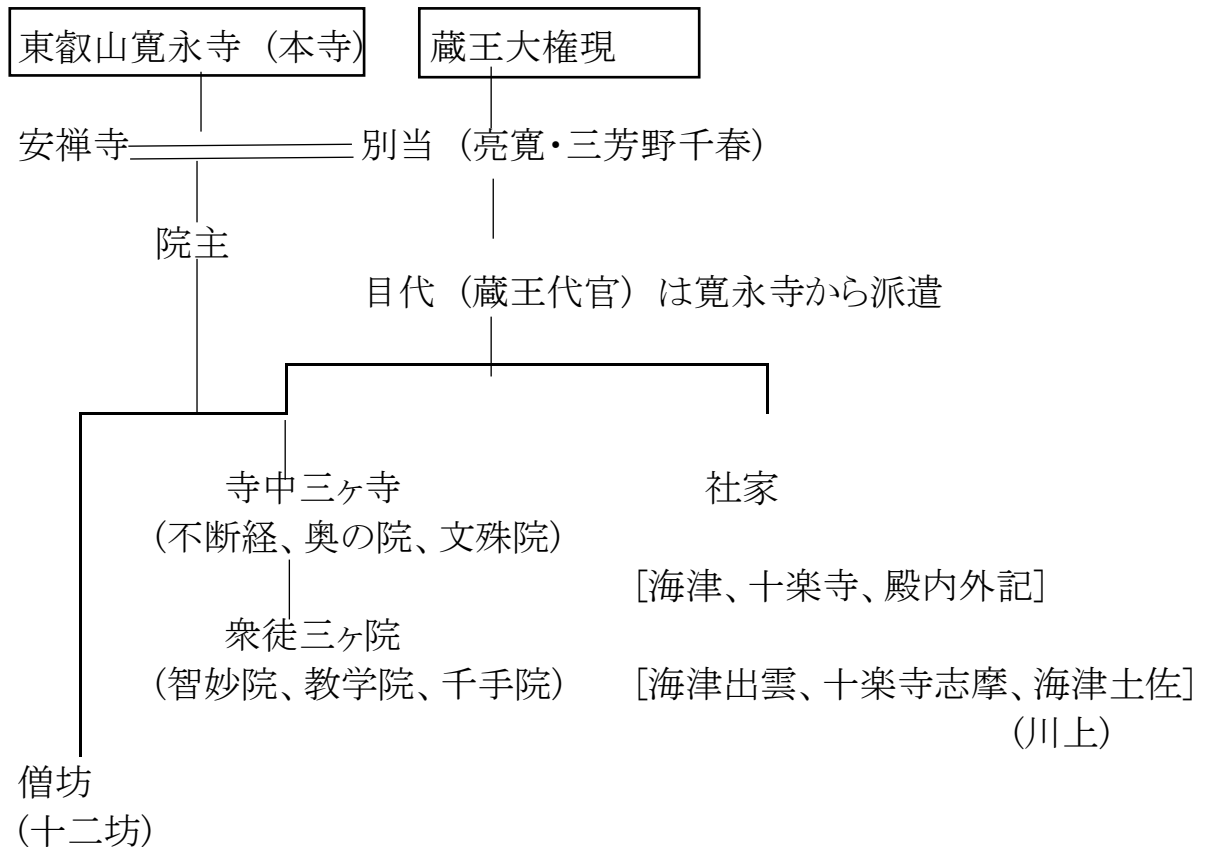 東叡山寛永寺（本寺）
蔵王大権現
安禅寺
別当（亮寛・三芳野千春）
院主
目代（蔵王代官）は寛永寺から派遣
寺中三ヶ寺
社家
（不断経、奥の院、文殊院）
［海津、十楽寺、殿内外記］
衆徒三ヶ院
（智妙院、教学院、千手院）
［海津出雲、十楽寺志摩、海津土佐］
（川上）
僧坊
（十二坊）